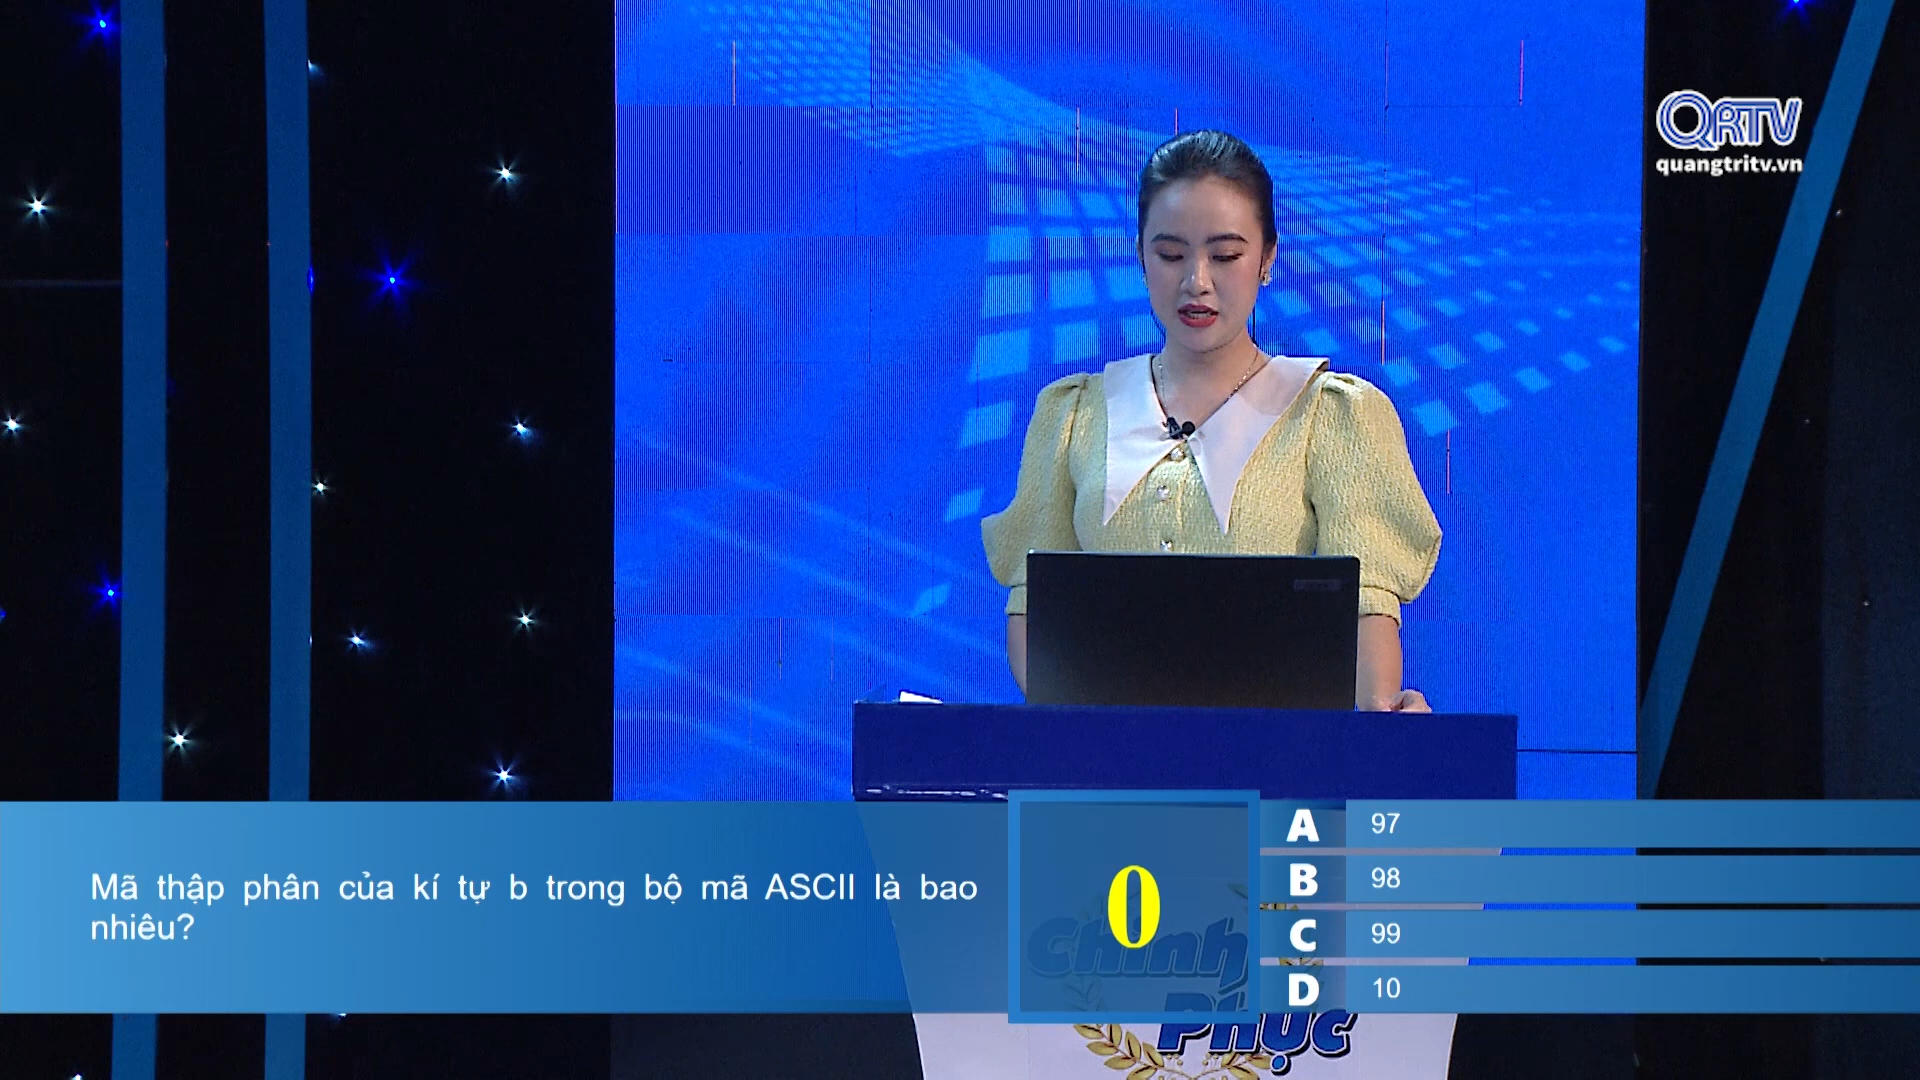 QRTV
quangtritv.vn
Mã thập phân của kí tự b trong bộ mã ASCII là bao
nhiêu?
0
A 97
B 98
C 99
D 10
Chinh
Phục